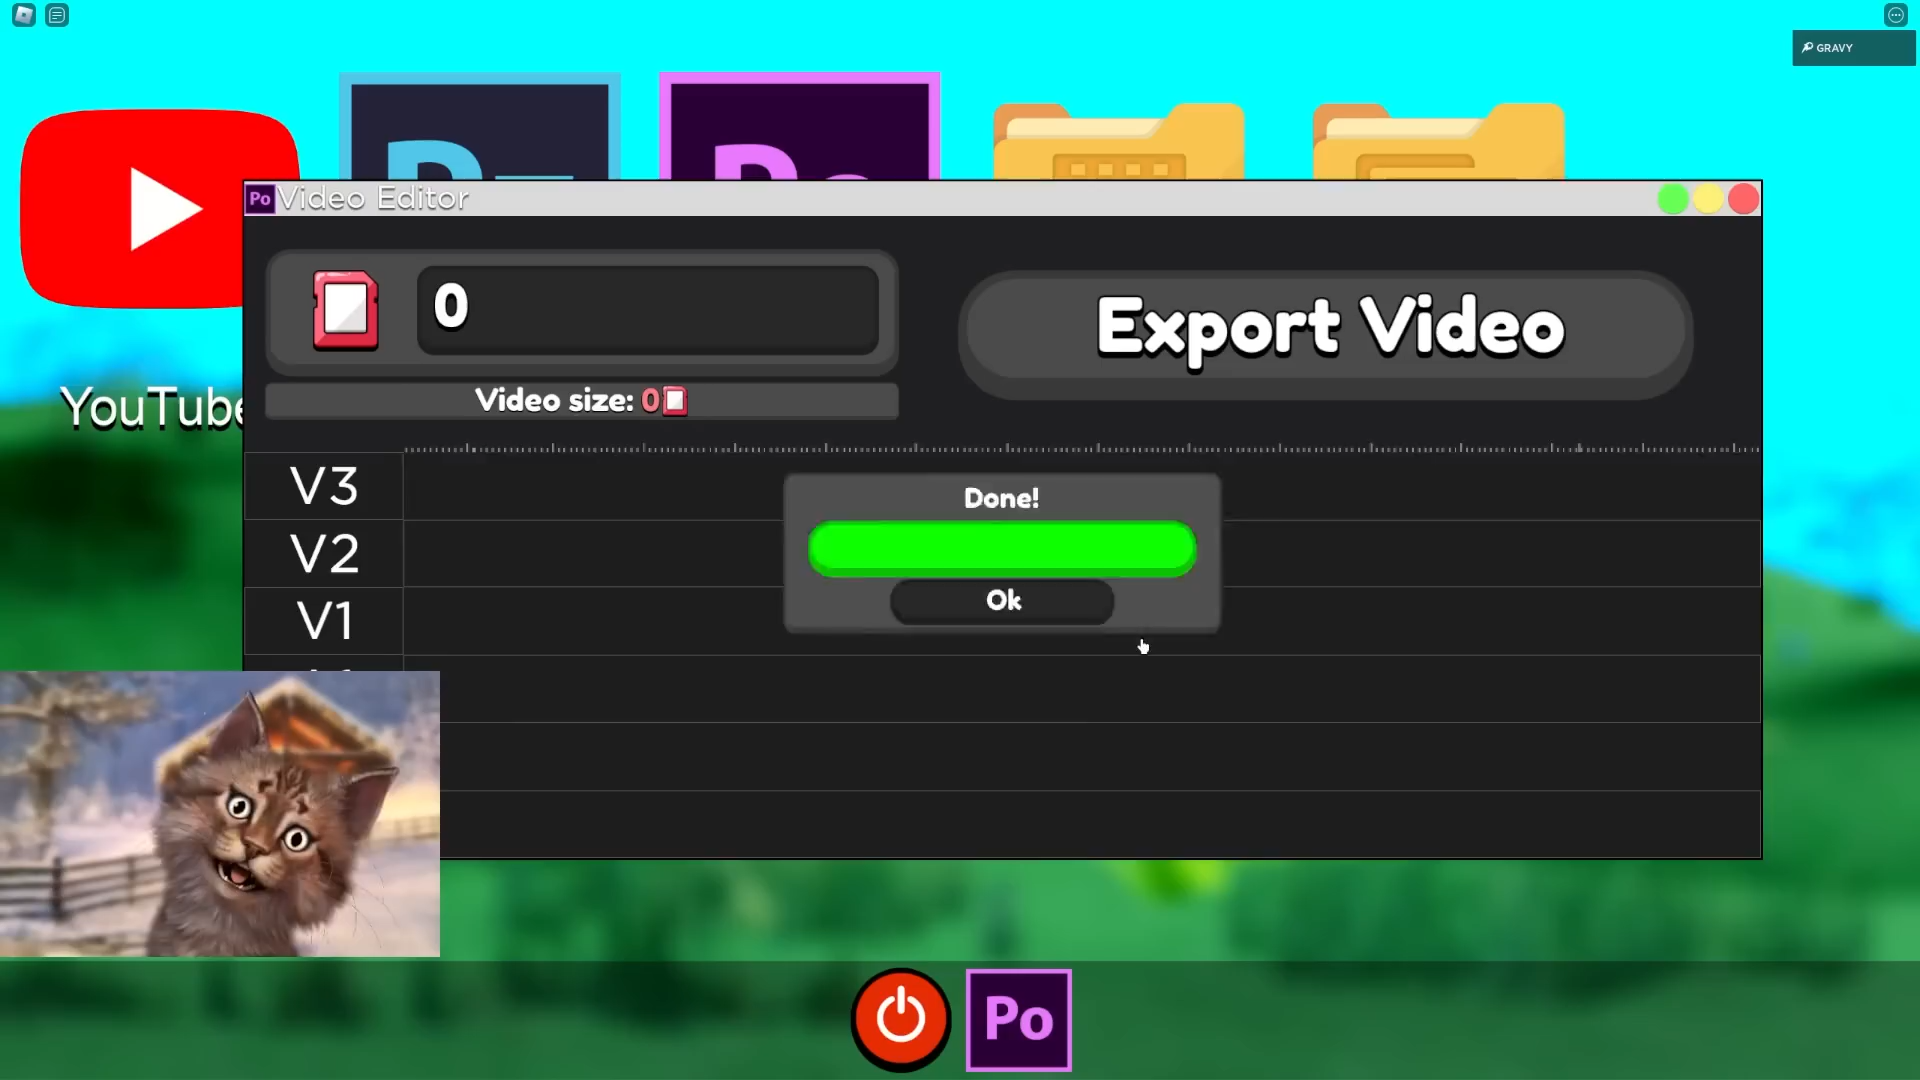 GRAVY
Po Video Editor
0
Export Video
Video size: 0
YouTube
V3
Done!
V2
Ok
V1
Po